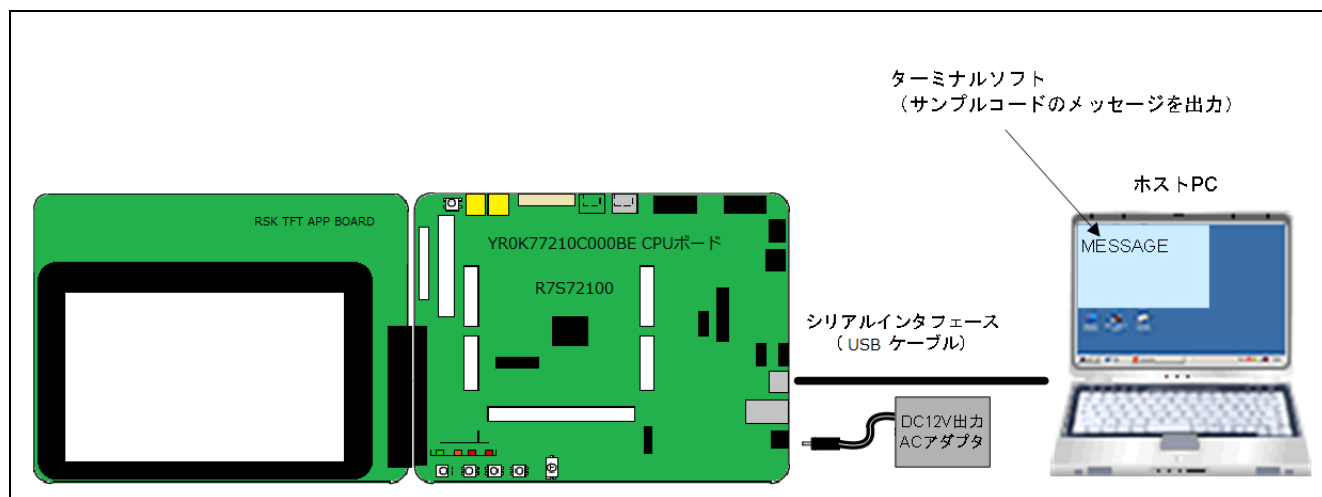 ターミナルソフト
（サンプルコードのメッセージを出力）
ホストPC
RSK TFT APP BOARD
YR0K77210C000BE CPUボード
MESSAGE
R7S72100
シリアルインタフェース
（ USB ケーブル）
DC12V出力
ACアダプタ